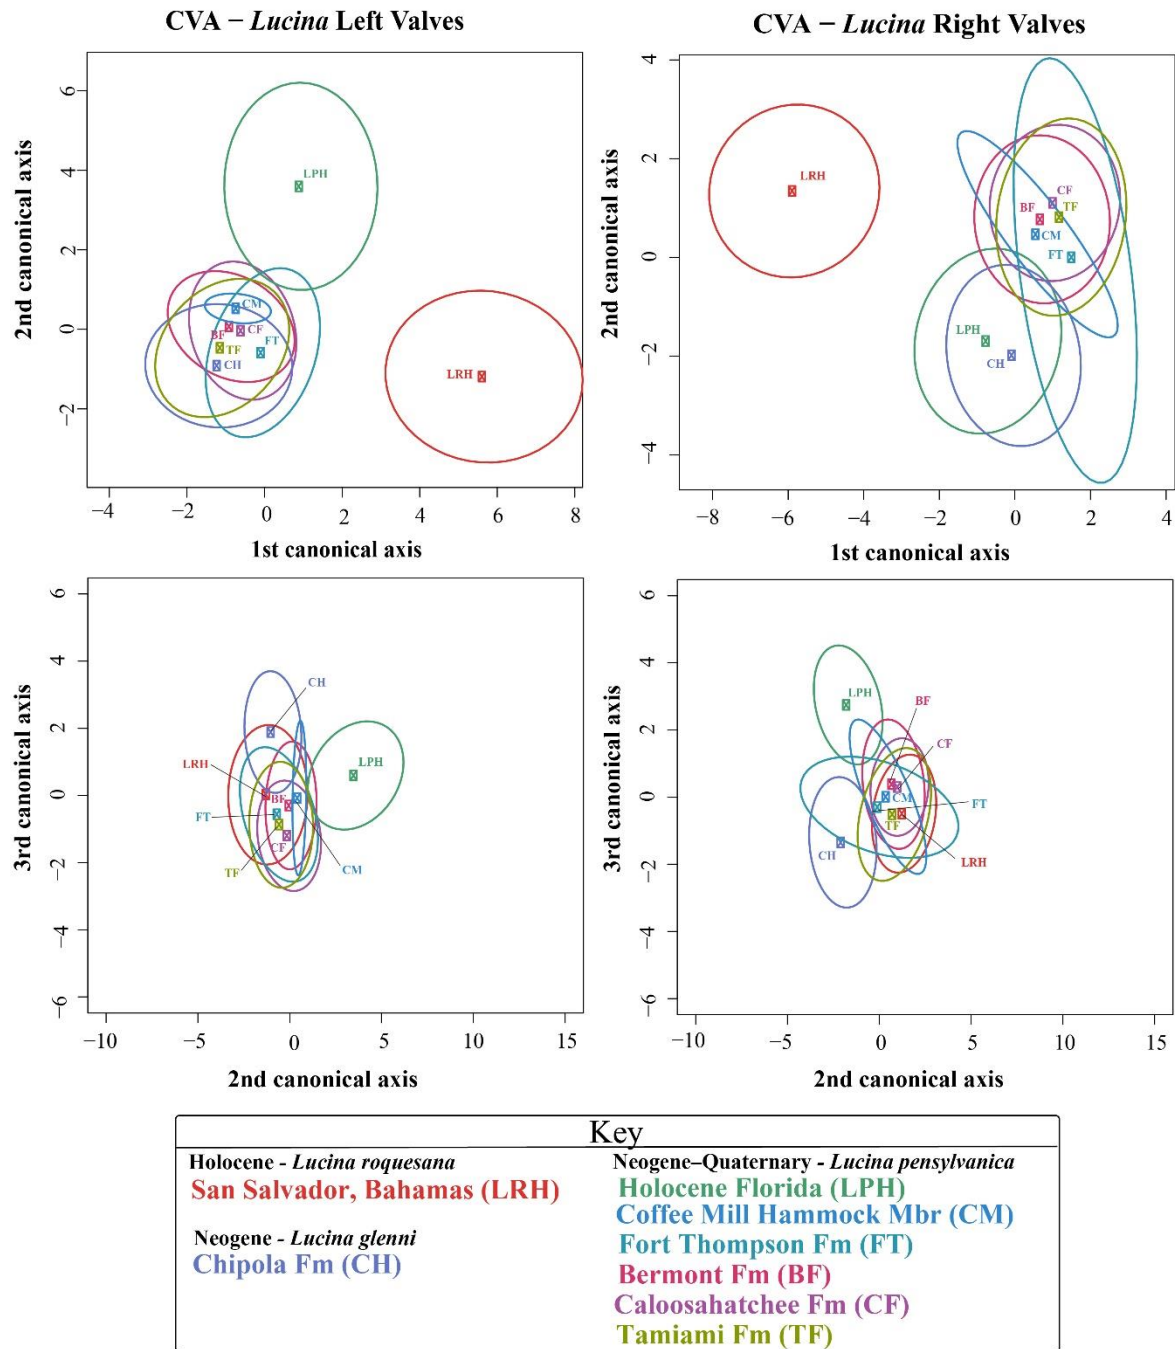 CVA – Lucina Left Valves
2nd canonical axis
6
4
2
0
−2
LPH
CM
BF
CF
FT
TF
CH
LRH
−4
−2
0
2
4
6
8
1st canonical axis
CVA – Lucina Right Valves
2nd canonical axis
4
2
0
−2
−4
LRH
CF
BF
TF
CM
FT
LPH
CH
−8
−6
−4
−2
0
2
4
1st canonical axis
3rd canonical axis
6
4
2
0
−2
−4
−6
CH
LRH
LPH
BF
FT
CF
TF
CM
−10
−5
0
5
10
15
2nd canonical axis
3rd canonical axis
6
4
2
0
−2
−4
−6
LPH
BF
CF
CM
FT
TF
CH
LRH
−10
−5
0
5
10
15
2nd canonical axis
Key
Holocene - Lucina roquesana
San Salvador, Bahamas (LRH)
Neogene - Lucina glenni
Chipola Fm (CH)
Neogene–Quaternary - Lucina pensylvanica
Holocene Florida (LPH)
Coffee Mill Hammock Mbr (CM)
Fort Thompson Fm (FT)
Bermont Fm (BF)
Caloosahatchee Fm (CF)
Tamiami Fm (TF)